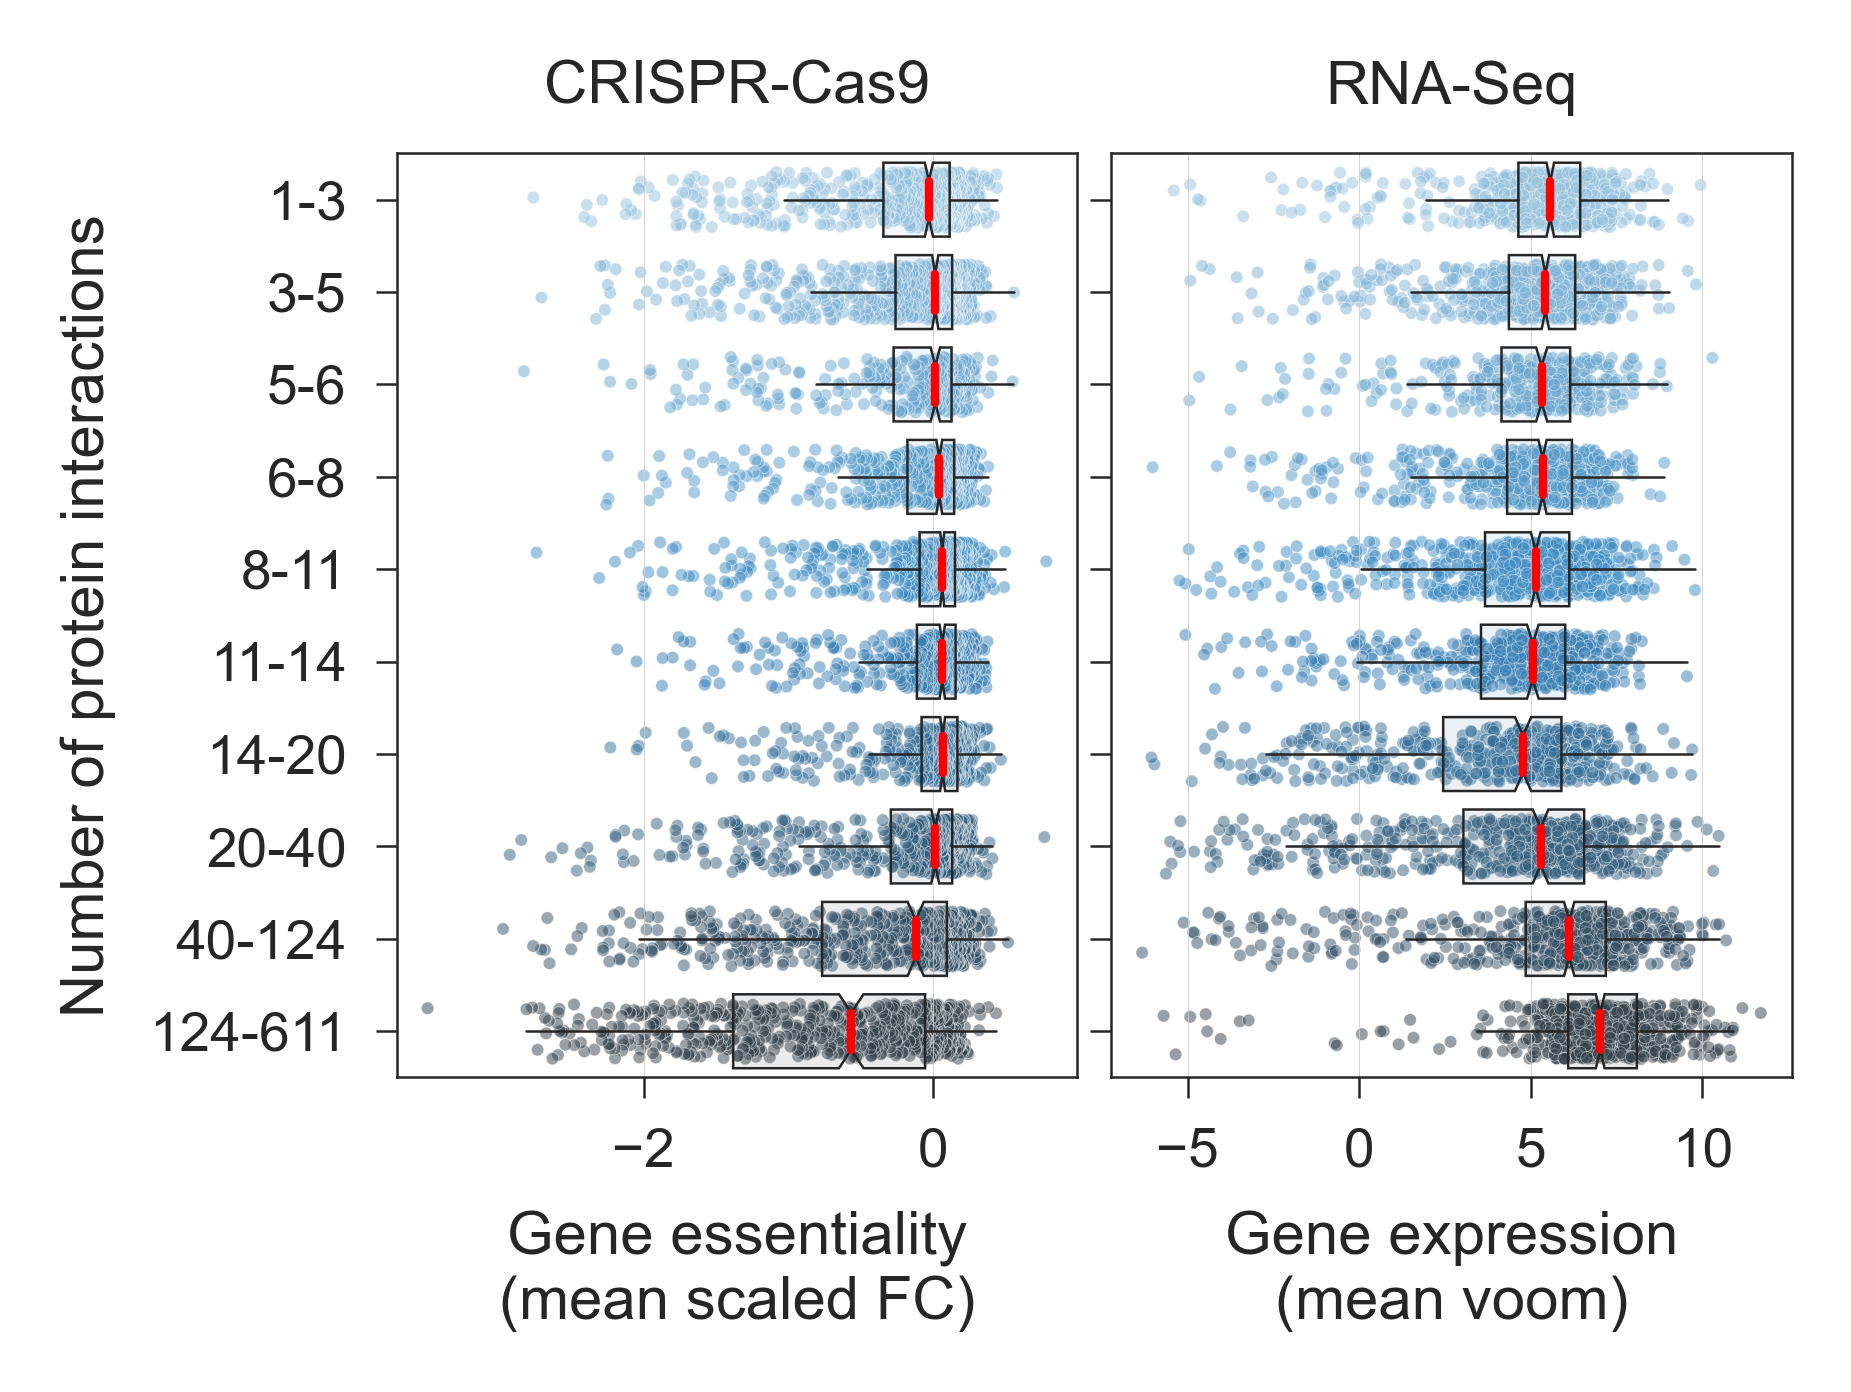 CRISPR-Cas9
RNA-Seq
Number of protein interactions
1-3
3-5
5-6
6-8
8-11
11-14
14-20
20-40
40-124
124-611
−2
0
−5
0
5
10
Gene essentiality
(mean scaled FC)
Gene expression
(mean voom)